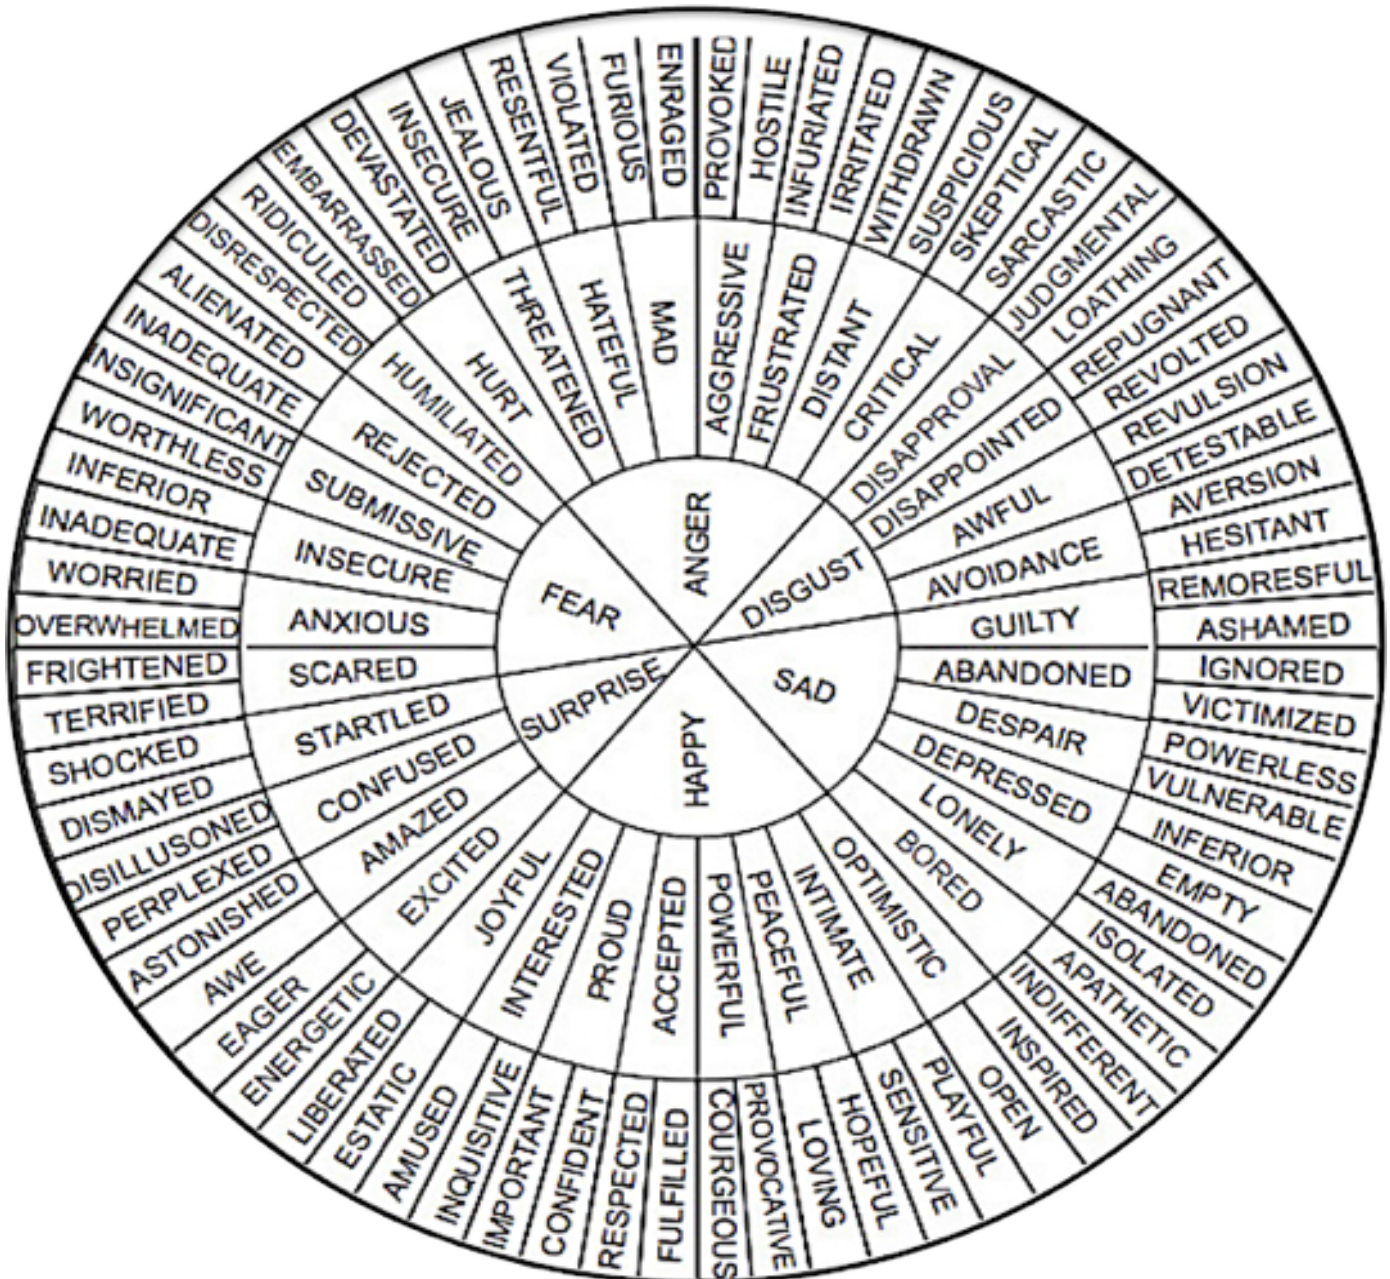 ANGER
DISGUST
SAD
HAPPY
SURPRISE
FEAR
AGGRESSIVE
FRUSTRATED
DISTANT
CRITICAL
DISAPPROVAL
DISAPPOINTED
AWFUL
AVOIDANCE
GUILTY
ABANDONED
DESPAIR
DEPRESSED
LONELY
BORED
OPTIMISTIC
INTIMATE
PEACEFUL
POWERFUL
ACCEPTED
PROUD
INTERESTED
JOYFUL
EXCITED
AMAZED
CONFUSED
STARTLED
SCARED
ANXIOUS
INSECURE
SUBMISSIVE
REJECTED
HUMILIATED
HURT
THREATENED
HATEFUL
MAD
PROVOKED
HOSTILE
INFURIATED
IRRITATED
WITHDRAWN
SUSPICIOUS
SKEPTICAL
SARCASTIC
JUDGMENTAL
LOATHING
REPUGNANT
REVOLTED
REVULSION
DETESTABLE
AVERSION
HESITANT
REMORESFUL
ASHAMED
IGNORED
VICTIMIZED
POWERLESS
VULNERABLE
INFERIOR
EMPTY
ABANDONED
ISOLATED
APATHETIC
INDIFFERENT
INSPIRED
OPEN
PLAYFUL
SENSITIVE
HOPEFUL
LOVING
PROVOCATIVE
COURGEOUS
FULFILLED
RESPECTED
CONFIDENT
IMPORTANT
INQUISITIVE
AMUSED
ESTATIC
LIBERATED
ENERGETIC
EAGER
AWE
ASTONISHED
PERPLEXED
DISILLUSONED
DISMAYED
SHOCKED
TERRIFIED
FRIGHTENED
OVERWHELMED
WORRIED
INADEQUATE
INFERIOR
WORTHLESS
INSIGNIFICANT
INADEQUATE
ALIENATED
DISRESPECTED
RIDICULED
EMBARRASSED
DEVASTATED
INSECURE
JEALOUS
RESENTFUL
VIOLATED
FURIOUS
ENRAGED